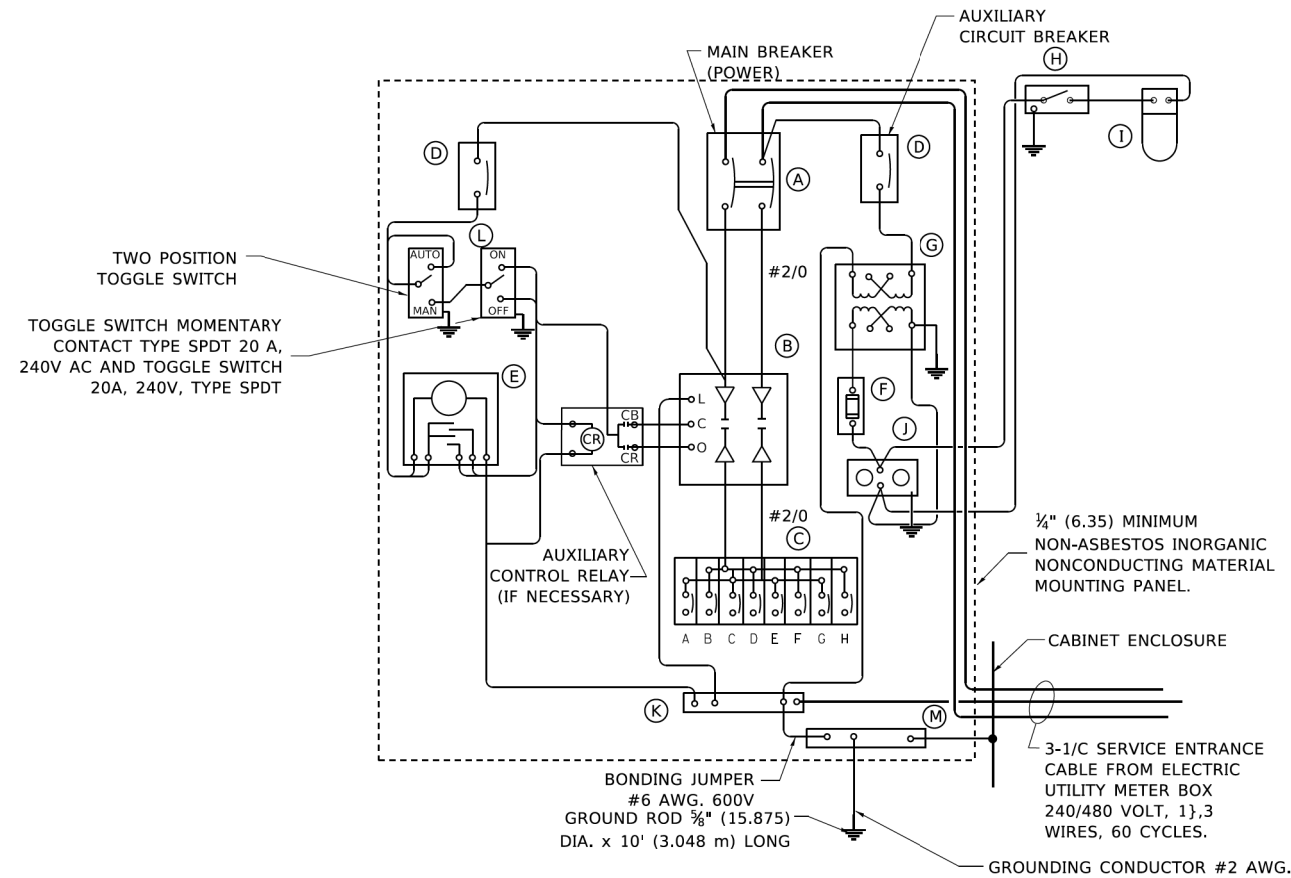 AUXILIARY
CIRCUIT BREAKER
MAIN BREAKER
(POWER)
H
D
D
A
I
L
G
TWO POSITION
TOGGLE SWITCH
AUTO
MAN
ON
OFF
#2/0
TOGGLE SWITCH MOMENTARY
CONTACT TYPE SPDT 20 A,
240V AC AND TOGGLE SWITCH
20A, 240V, TYPE SPDT
B
E
F
L
C
O
CB
CR
CR
J
#2/0
C
AUXILIARY
CONTROL RELAY
(IF NECESSARY)
¼" (6.35) MINIMUM
NON-ASBESTOS INORGANIC
NONCONDUCTING MATERIAL
MOUNTING PANEL.
A B C D E F G H
CABINET ENCLOSURE
K
M
BONDING JUMPER
#6 AWG. 600V
GROUND ROD ⅝" (15.875)
DIA. x 10' (3.048 m) LONG
3-1/C SERVICE ENTRANCE
CABLE FROM ELECTRIC
UTILITY METER BOX
240/480 VOLT, 1},3
WIRES, 60 CYCLES.
GROUNDING CONDUCTOR #2 AWG.